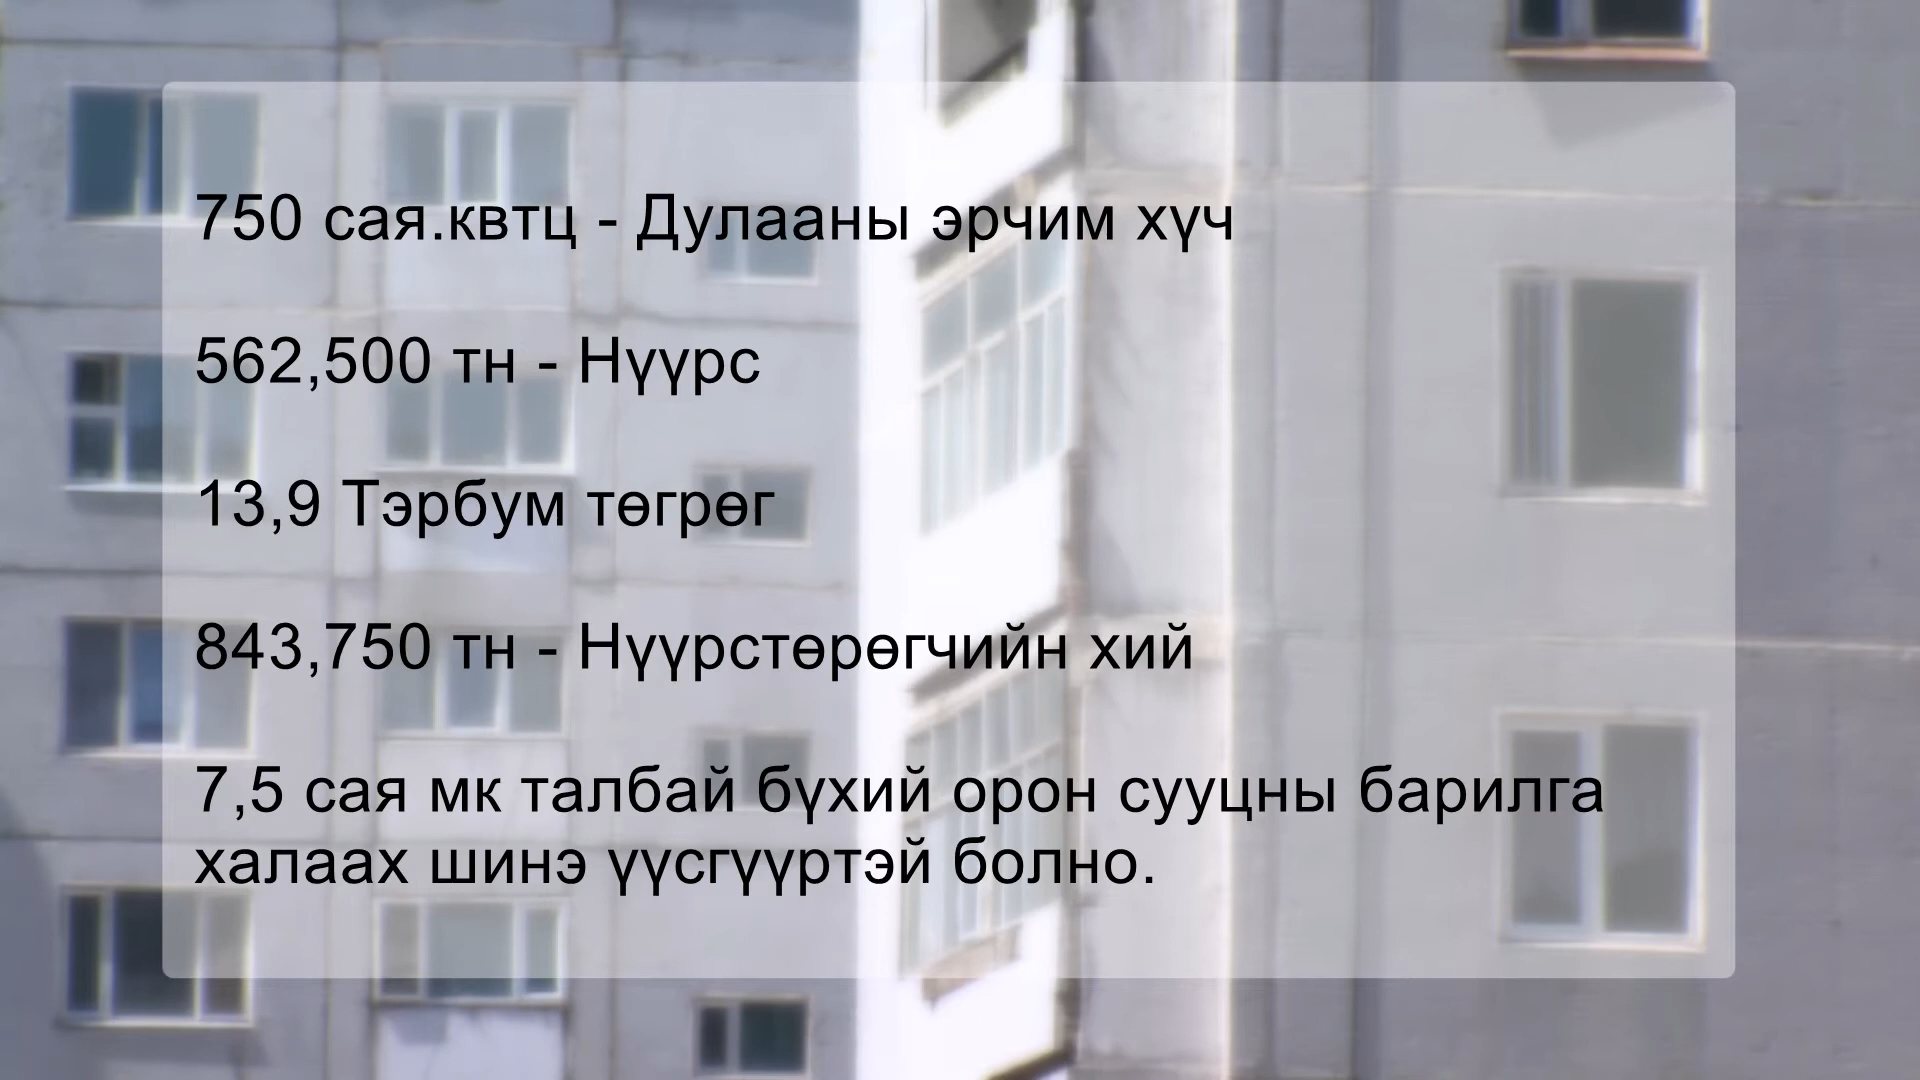 750 сая.квтц - Дулааны эрчим хүч
562,500 тн - Нүүрс
13,9 Тэрбум төгрөг
843,750 тн - Нүүрстөрөгчийн хий
7,5 сая мк талбай бүхий орон сууцны барилга
халаах шинэ үүсгүүртэй болно.